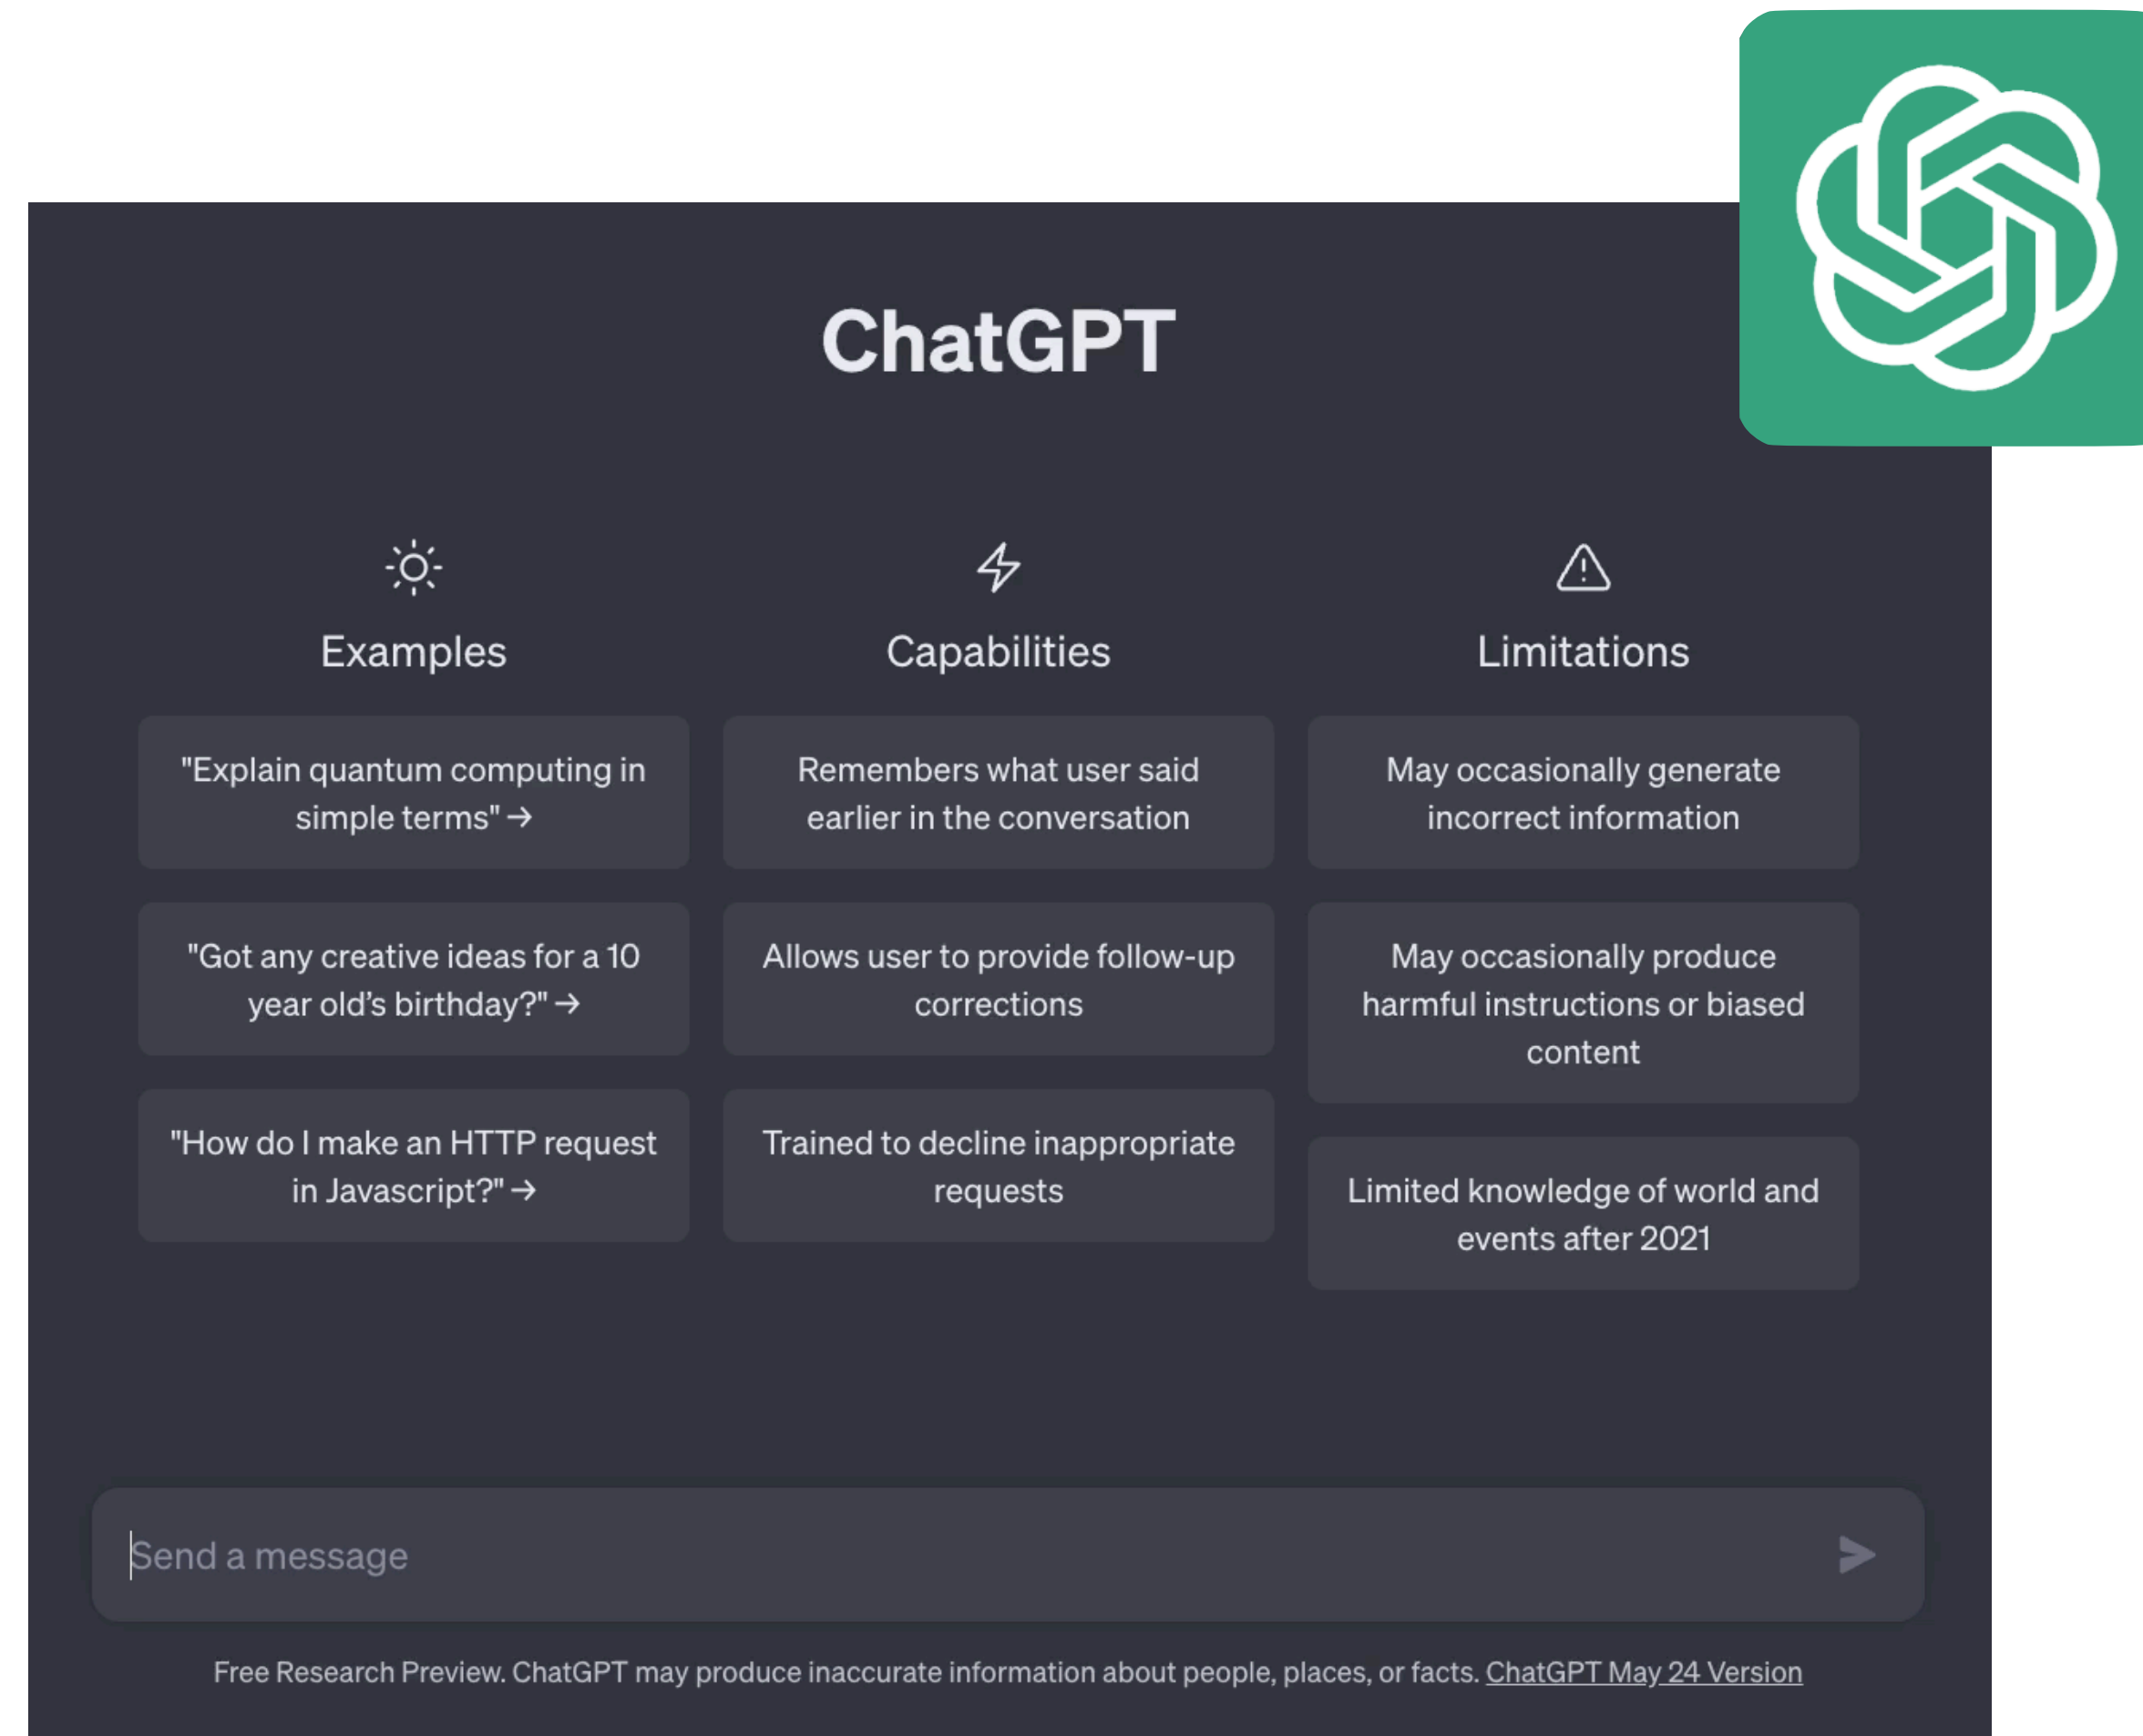 ChatGPT
Examples
"Explain quantum computing in
simple terms" →
"Got any creative ideas for a 10
year old’s birthday?" →
"How do I make an HTTP request
in Javascript?" →
Capabilities
Remembers what user said
earlier in the conversation
Allows user to provide follow-up
corrections
Trained to decline inappropriate
requests
Limitations
May occasionally generate
incorrect information
May occasionally produce
harmful instructions or biased
content
Limited knowledge of world and
events after 2021
Send a message
Free Research Preview. ChatGPT may produce inaccurate information about people, places, or facts. ChatGPT May 24 Version